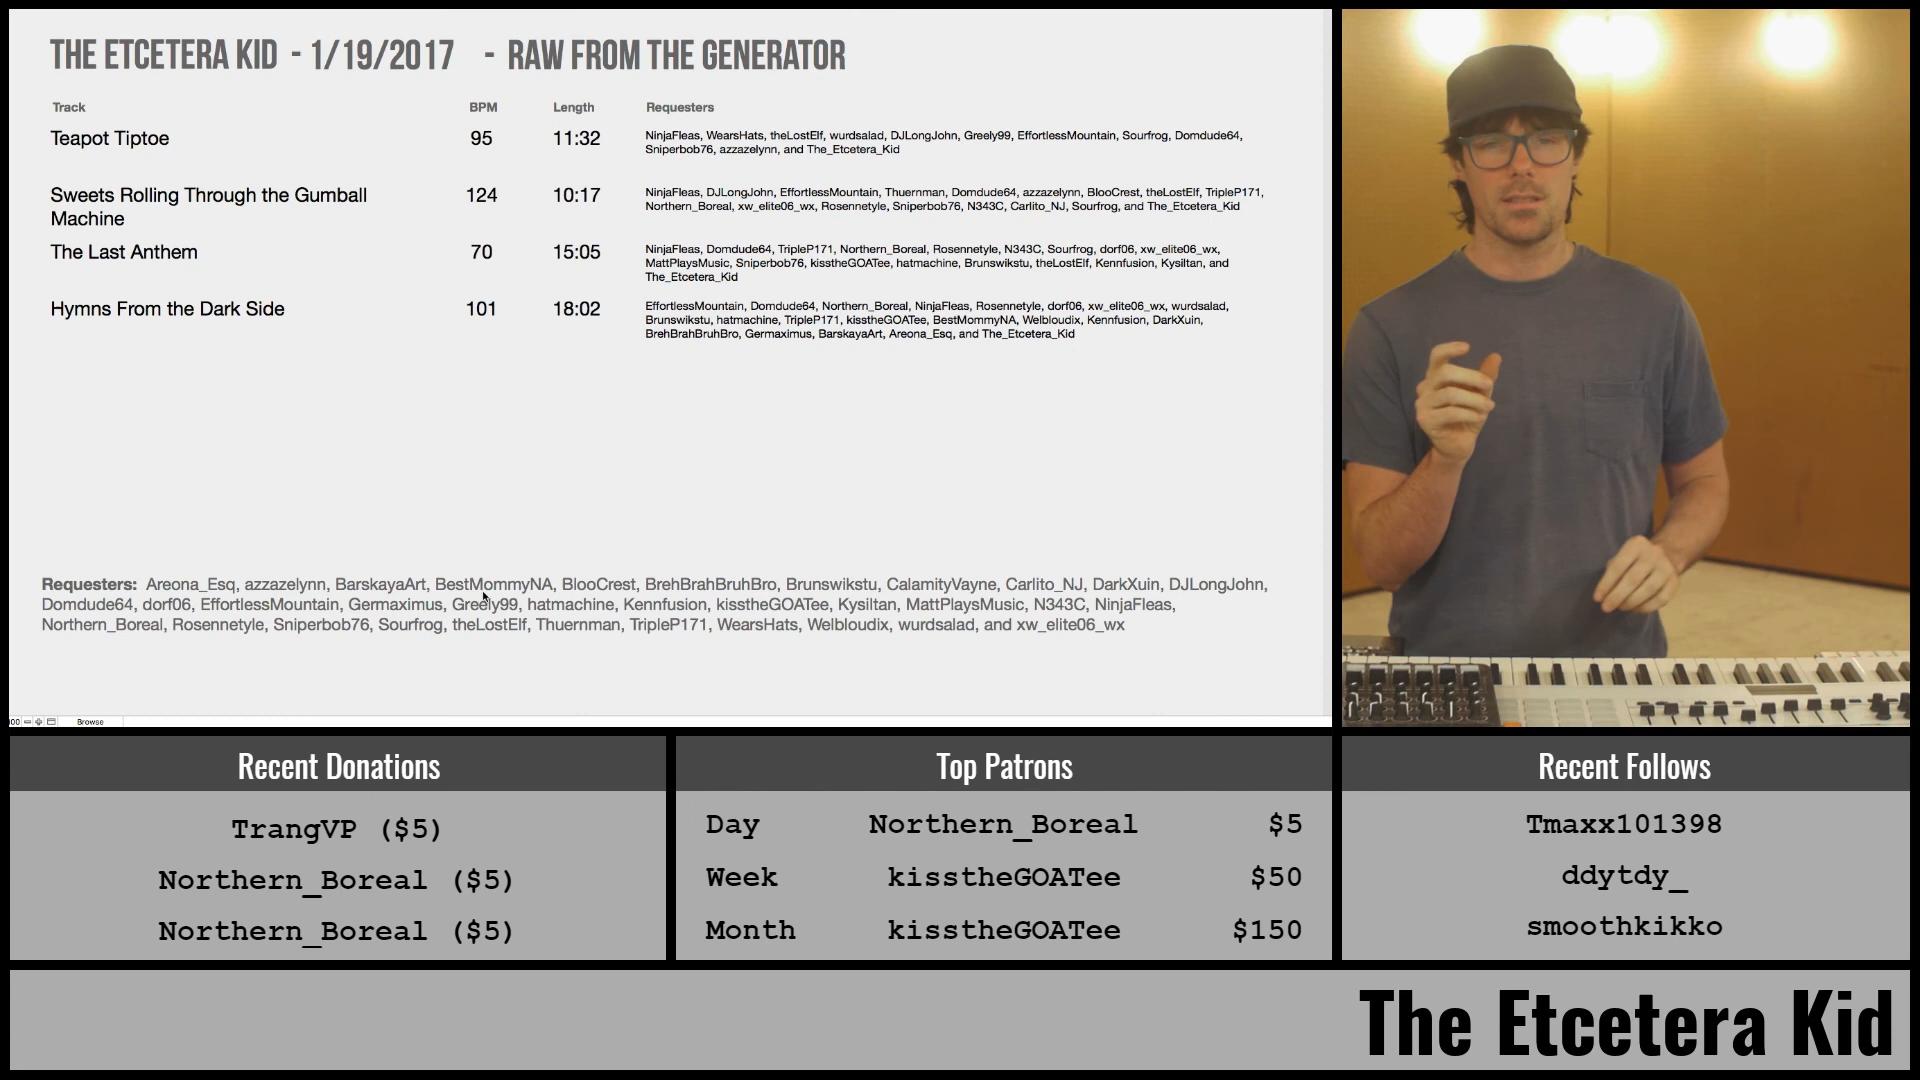 THE ETCETERA KID - 1/19/2017 - RAW FROM THE GENERATOR
Track BPM Length Requesters
Teapot Tiptoe 95 11:32 NinjaFleas, WearsHats, theLostElf, wurdsalad, DJLongJohn, Greely99, EffortlessMountain, Sourfrog, Domdude64,
Sniperbob76, azzazelynn, and The_Etcetera_Kid
Sweets Rolling Through the Gumball 124 10:17 NinjaFleas, DJLongJohn, EffortlessMountain, Thuernman, Domdude64, azzazelynn, BlooCrest, theLostElf, TripleP171,
Machine Northern_Boreal, xw_elite06_wx, Rosennetyle, Sniperbob76, N343C, Carlito_NJ, Sourfrog, and The_Etcetera_Kid
The Last Anthem 70 15:05 NinjaFleas, Domdude64, TripleP171, Northern_Boreal, Rosennetyle, N343C, Sourfrog, dorf06, xw_elite06_wx,
MattPlaysMusic, Sniperbob76, kisstheGOATee, hatmachine, Brunswikstu, theLostElf, Kennfusion, Kysiltan, and
The_Etcetera_Kid
Hymns From the Dark Side 101 18:02 EffortlessMountain, Domdude64, Northern_Boreal, NinjaFleas, Rosennetyle, dorf06, xw_elite06_wx, wurdsalad,
Brunswikstu, hatmachine, TripleP171, kisstheGOATee, BestMommyNA, Welbloudix, Kennfusion, DarkXuin,
BrehBrahBruhBro, Germaximus, BarskayaArt, Areona_Esq, and The_Etcetera_Kid
Requesters: Areona_Esq, azzazelynn, BarskayaArt, BestMommyNA, BlooCrest, BrehBrahBruhBro, Brunswikstu, CalamityVayne, Carlito_NJ, DarkXuin, DJLongJohn,
Domdude64, dorf06, EffortlessMountain, Germaximus, Greely99, hatmachine, Kennfusion, kisstheGOATee, Kysiltan, MattPlaysMusic, N343C, NinjaFleas,
Northern_Boreal, Rosennetyle, Sniperbob76, Sourfrog, theLostElf, Thuernman, TripleP171, WearsHats, Welbloudix, wurdsalad, and xw_elite06_wx
Browse
Recent Donations
TrangVP ($5)
Northern_Boreal ($5)
Northern_Boreal ($5)
Top Patrons
Day Northern_Boreal $5
Week kisstheGOATee $50
Month kisstheGOATee $150
Recent Follows
Tmaxx101398
ddytdy_
smoothkikko
The Etcetera Kid